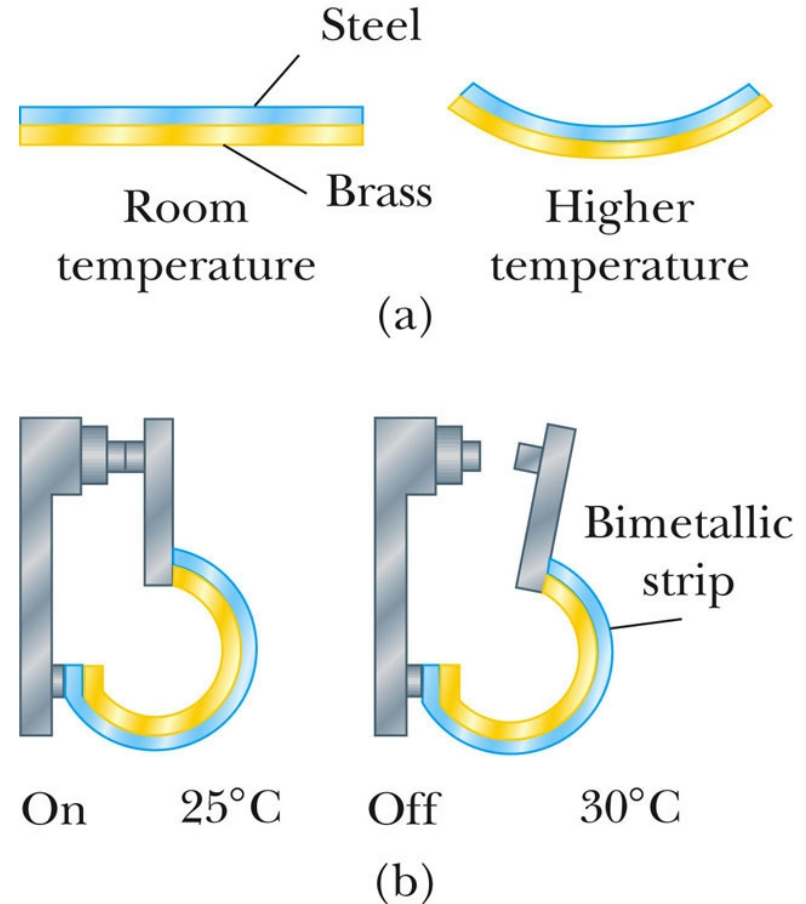 Steel
Brass
Room
temperature
Higher
temperature
(a)
Bimetallic
strip
On 25°C Off 30°C
(b)